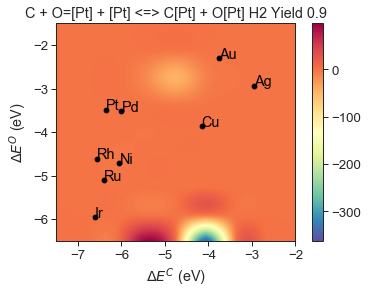 C + O=[Pt] + [Pt] <=> C[Pt] + O[Pt] H2 Yield 0.9
−2
−3
−4
−5
−6
ΔE^O (eV)
Au
Ag
Pt
Pd
Cu
Rh
Ni
Ru
Ir
−7
−6
−5
−4
−3
−2
ΔE^C (eV)
0
−100
−200
−300